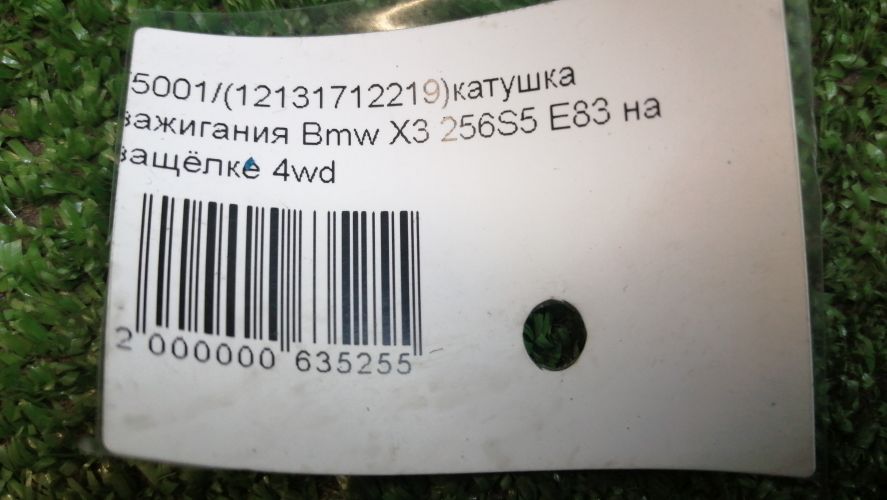 5001/(12131712219)катушка
зажигания Bmw X3 256S5 E83 на
защёлке 4wd
2 000000 635255